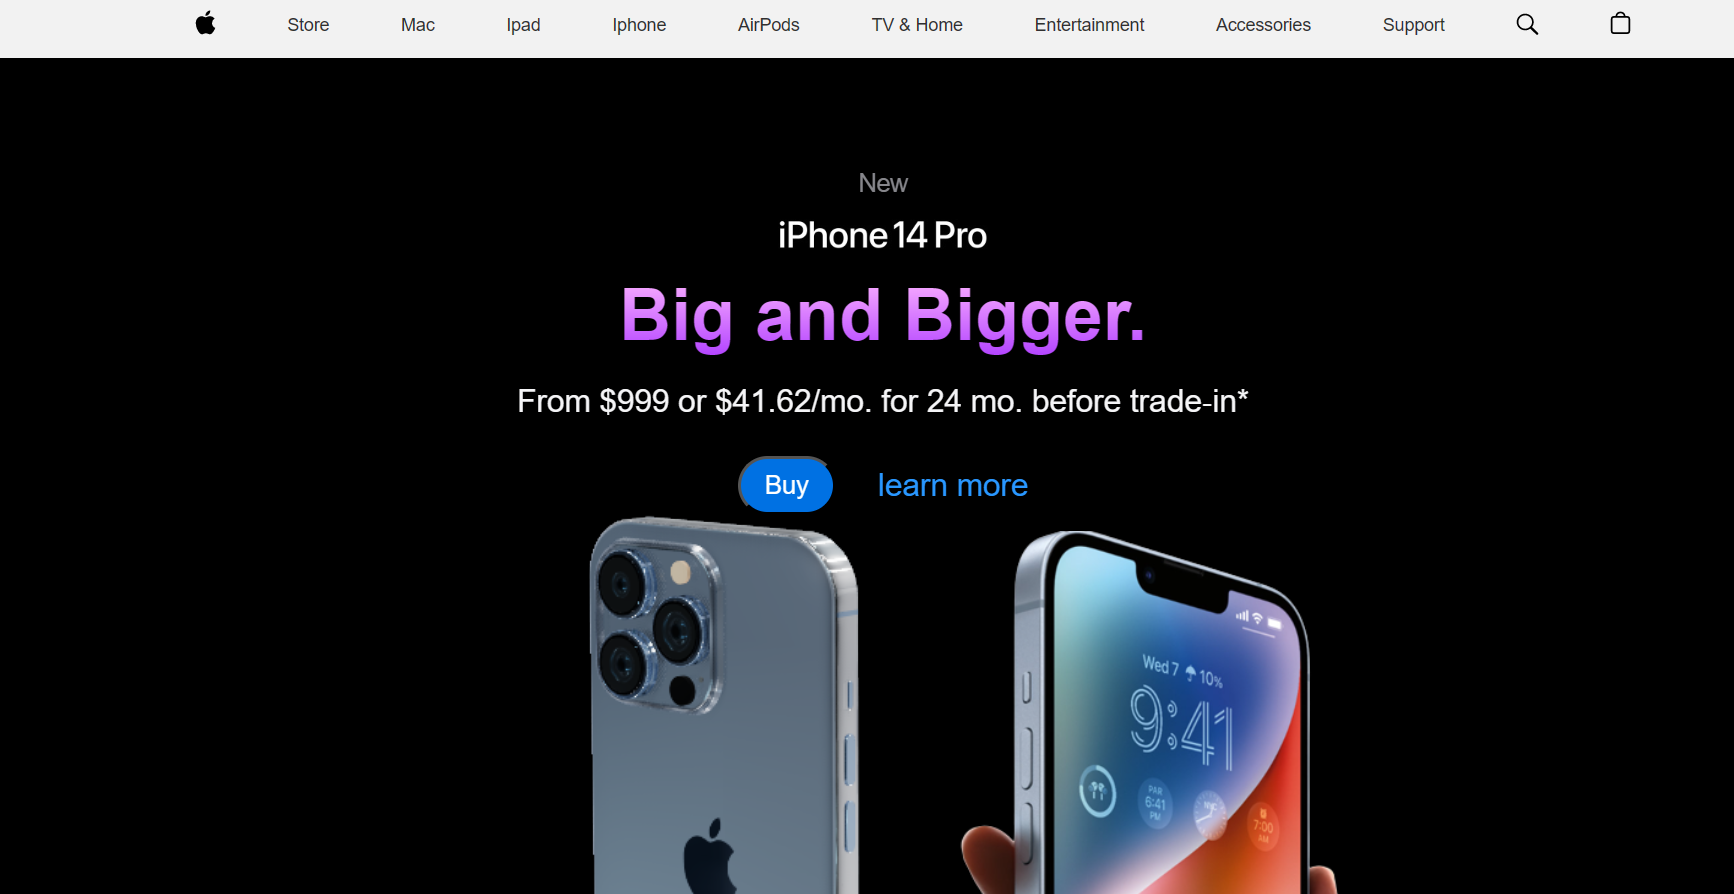 Store Mac Ipad Iphone AirPods TV & Home Entertainment Accessories Support
New
iPhone 14 Pro
Big and Bigger.
From $999 or $41.62/mo. for 24 mo. before trade-in*
Buy learn more
Wed 7 10%
9:41
PAR
6:41
PM
NYC
7:00
AM